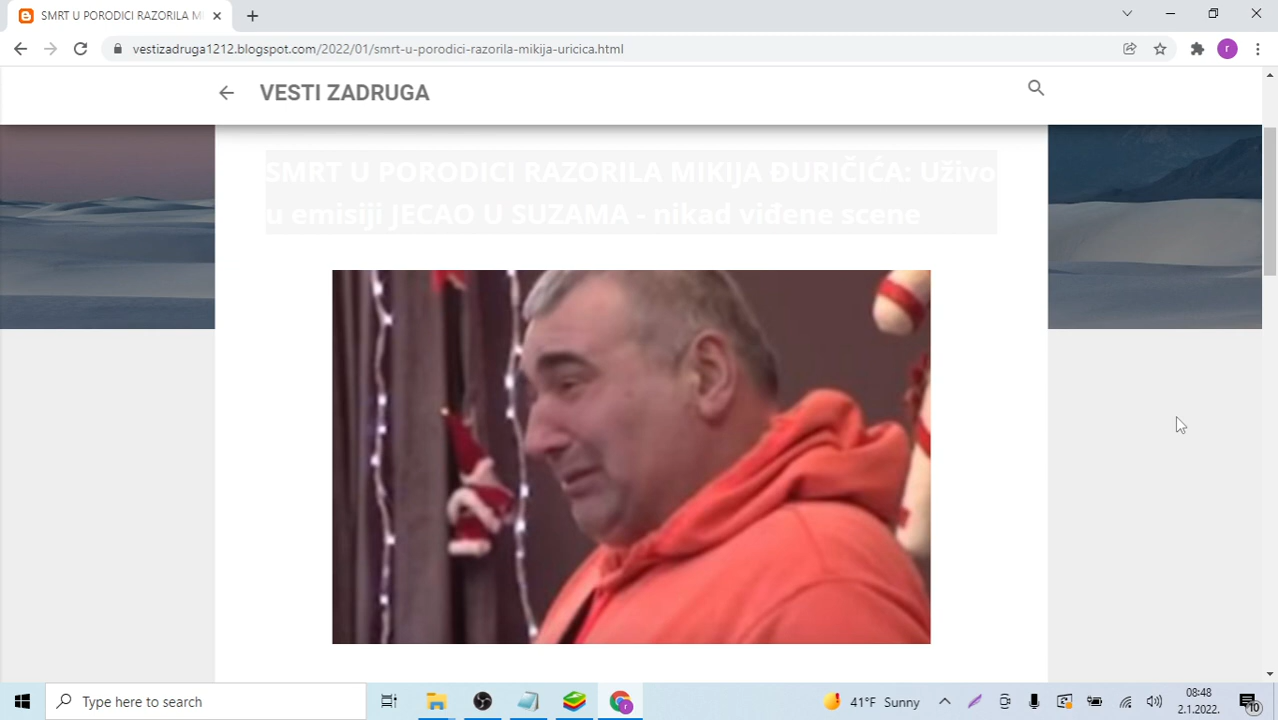 SMRT U PORODICI RAZORILA M
vestizadruga1212.blogspot.com/2022/01/smrt-u-porodici-razorila-mikija-uricica.html
r
VESTI ZADRUGA
SMRT U PORODICI RAZORILA MIKIJA ĐURIČIĆA: Uživo
u emisiji JECAO U SUZAMA - nikad viđene scene
Type here to search
r
41°F Sunny
08:48
2.1.2022.
10